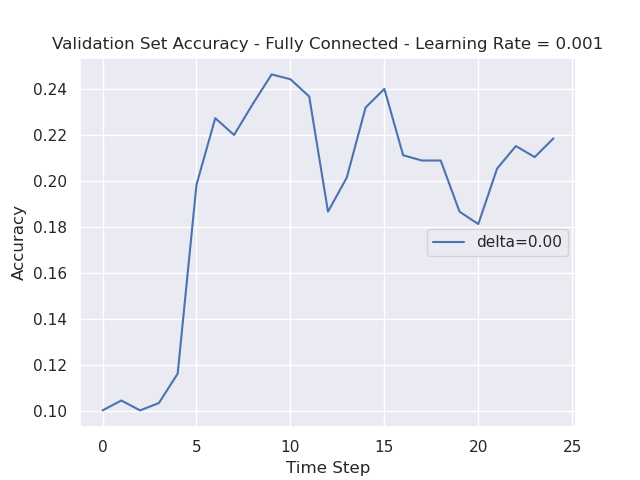 Validation Set Accuracy - Fully Connected - Learning Rate = 0.001
0.24
0.22
0.20
0.18
0.16
0.14
0.12
0.10
Accuracy
delta=0.00
0 5 10 15 20 25
Time Step